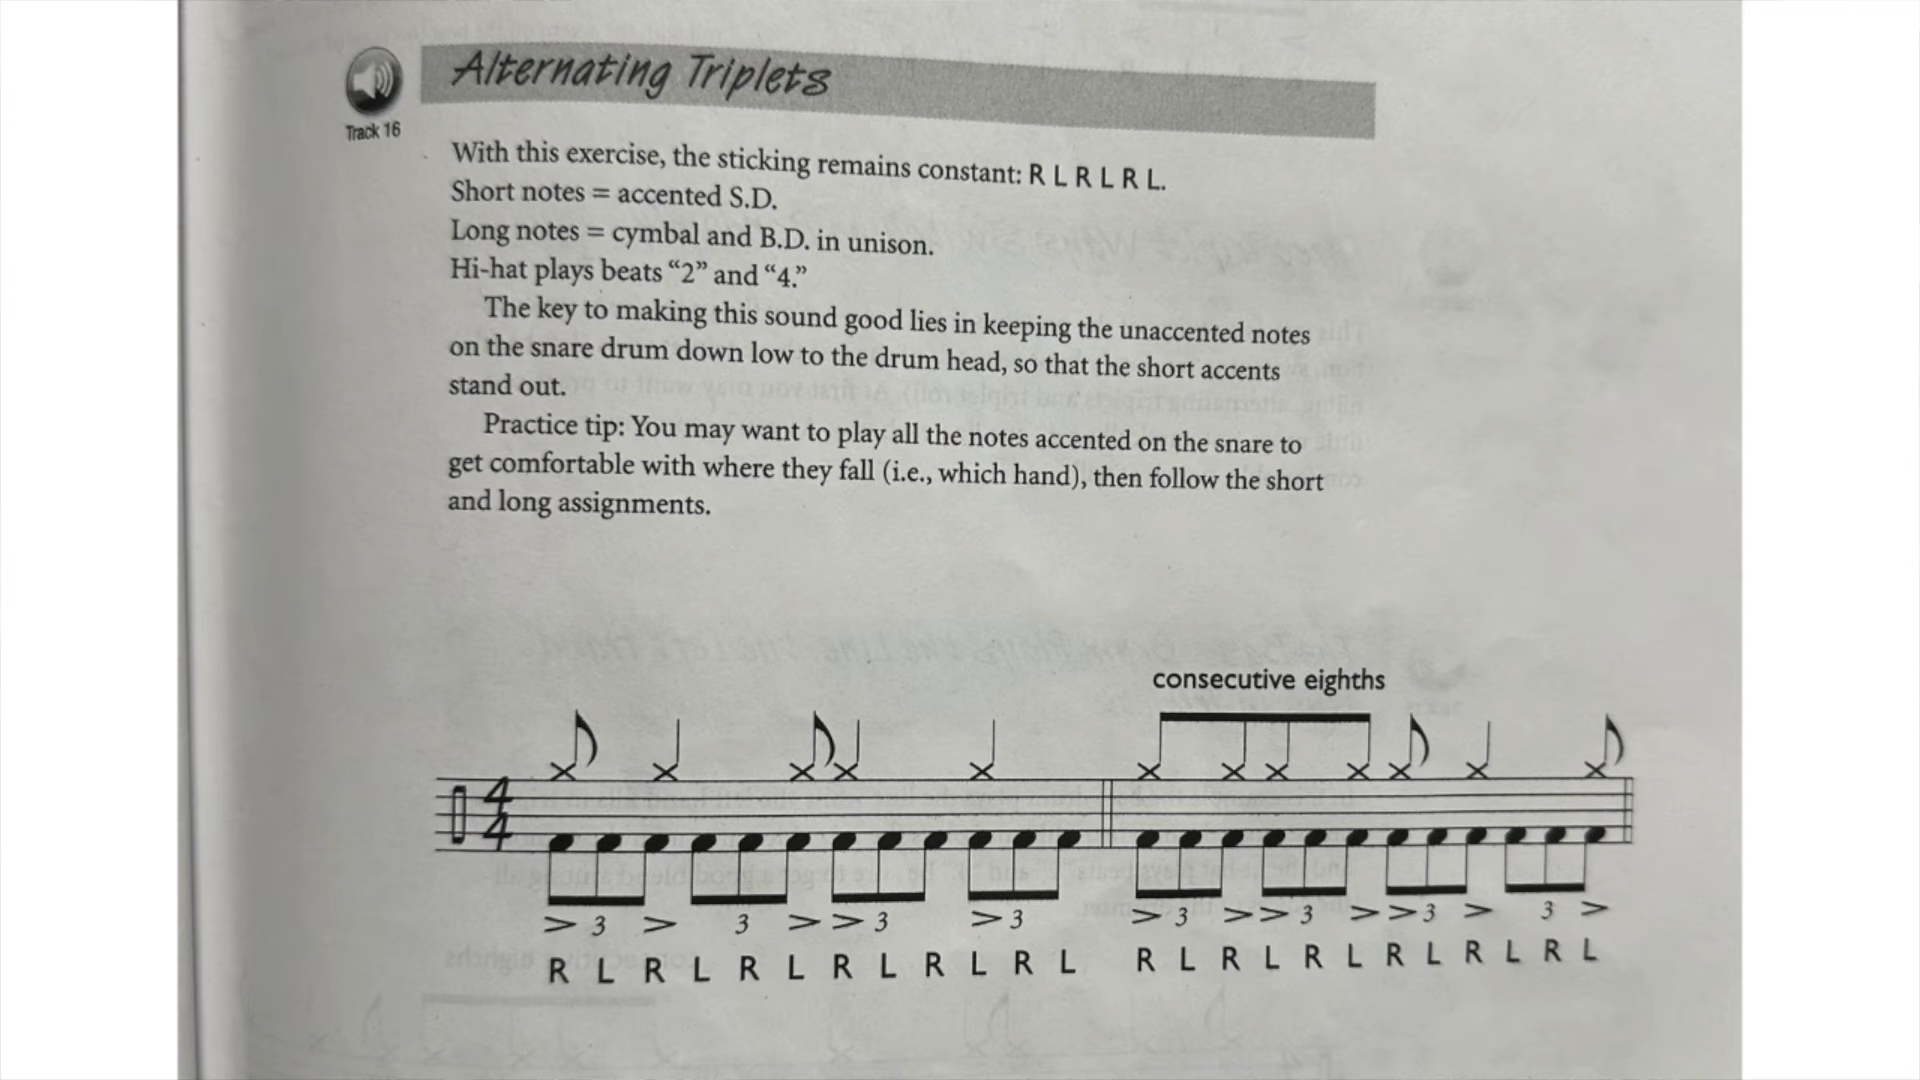 Alternating Triplets
Track 16
With this exercise, the sticking remains constant: R L R L R L.
Short notes = accented S.D.
Long notes = cymbal and B.D. in unison.
Hi-hat plays beats “2” and “4.”
The key to making this sound good lies in keeping the unaccented notes
on the snare drum down low to the drum head, so that the short accents
stand out.
Practice tip: You may want to play all the notes accented on the snare to
get comfortable with where they fall (i.e., which hand), then follow the short
and long assignments.
consecutive eighths
4
4
> 3 > 3 > > 3 > 3 > 3 > > 3 > > 3 > 3 >
R L R L R L R L R L R L R L R L R L R L R L R L